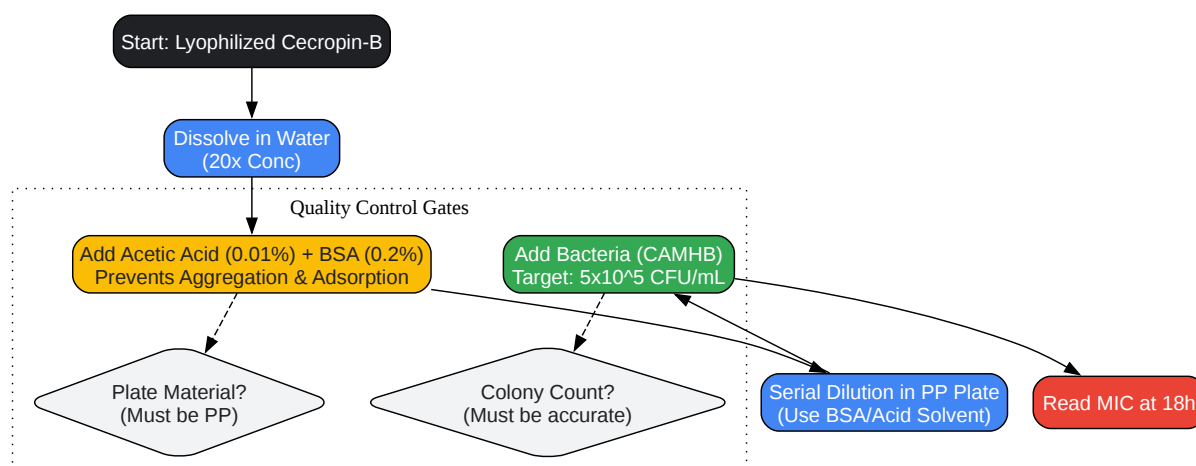 Start: Lyophilized Cecropin-B
Dissolve in Water
(20x Conc)
Quality Control Gates
Add Acetic Acid (0.01%) + BSA (0.2%)
Prevents Aggregation & Adsorption
Add Bacteria (CAMHB)
Target: 5x10^5 CFU/mL
Plate Material?
(Must be PP)
Colony Count?
(Must be accurate)
Serial Dilution in PP Plate
(Use BSA/Acid Solvent)
Read MIC at 18h